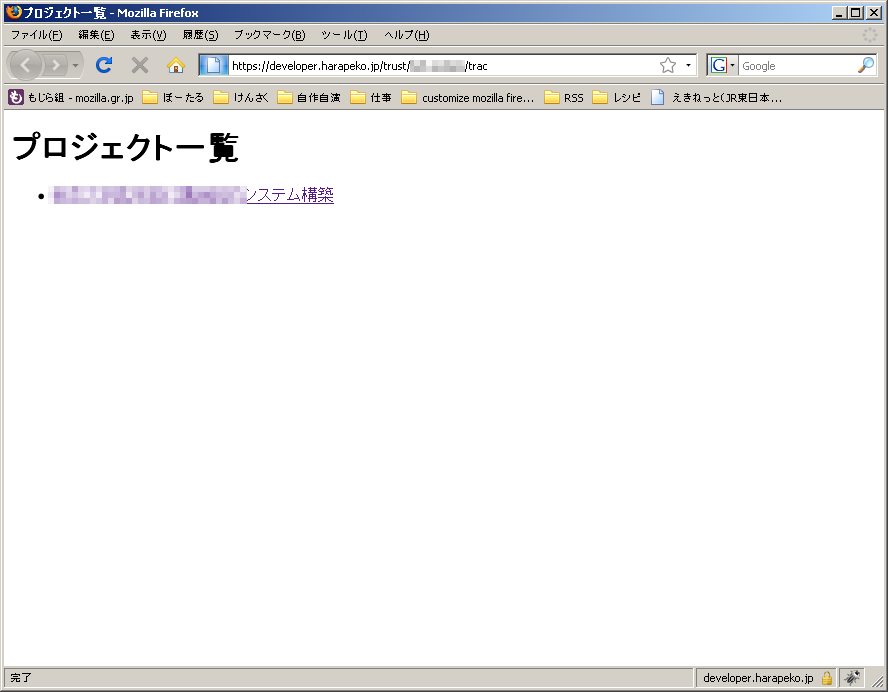 プロジェクト一覧 - Mozilla Firefox
ファイル(F) 編集(E) 表示(V) 履歴(S) ブックマーク(B) ツール(T) ヘルプ(H)
https://developer.harapeko.jp/trust/ /trac Google
もじら組 - mozilla.gr.jp ぽーたる けんさく 自作自演 仕事 customize mozilla fire... RSS レシピ えきねっと(JR東日本...
プロジェクト一覧
システム構築
完了 developer.harapeko.jp